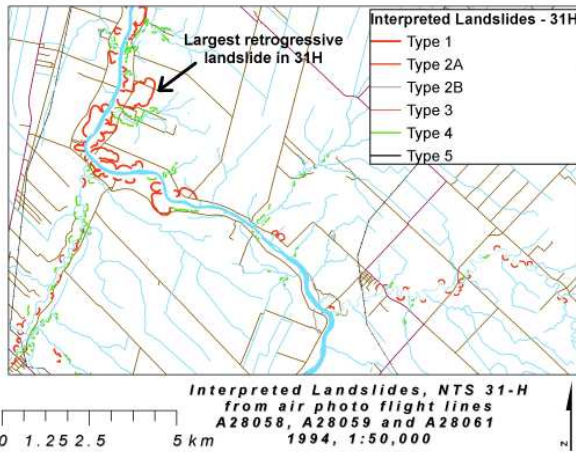 Interpreted Landslides - 31H
Type 1
Type 2A
Type 2B
Type 3
Type 4
Type 5
Largest retrogressive
landslide in 31H
Interpreted Landslides, NTS 31-H
from air photo flight lines
A28058, A28059 and A28061
1994, 1:50,000
0 1.25 2.5 5 km
N